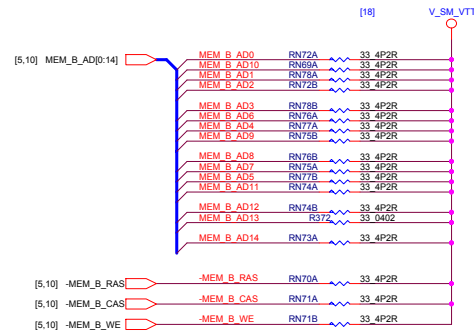 [18] V_SM_VTT
[5,10] MEM_B_AD[0:14]
MEM_B_AD0 RN72A 33_4P2R
MEM_B_AD10 RN69A 33_4P2R
MEM_B_AD1 RN78A 33_4P2R
MEM_B_AD2 RN72B 33_4P2R
MEM_B_AD3 RN78B 33_4P2R
MEM_B_AD6 RN76A 33_4P2R
MEM_B_AD4 RN77A 33_4P2R
MEM_B_AD9 RN75B 33_4P2R
MEM_B_AD8 RN76B 33_4P2R
MEM_B_AD7 RN75A 33_4P2R
MEM_B_AD5 RN77B 33_4P2R
MEM_B_AD11 RN74A 33_4P2R
MEM_B_AD12 RN74B 33_4P2R
MEM_B_AD13 R372 33_0402
MEM_B_AD14 RN73A 33_4P2R
[5,10] -MEM_B_RAS -MEM_B_RAS RN70A 33_4P2R
[5,10] -MEM_B_CAS -MEM_B_CAS RN71A 33_4P2R
[5,10] -MEM_B_WE -MEM_B_WE RN71B 33_4P2R